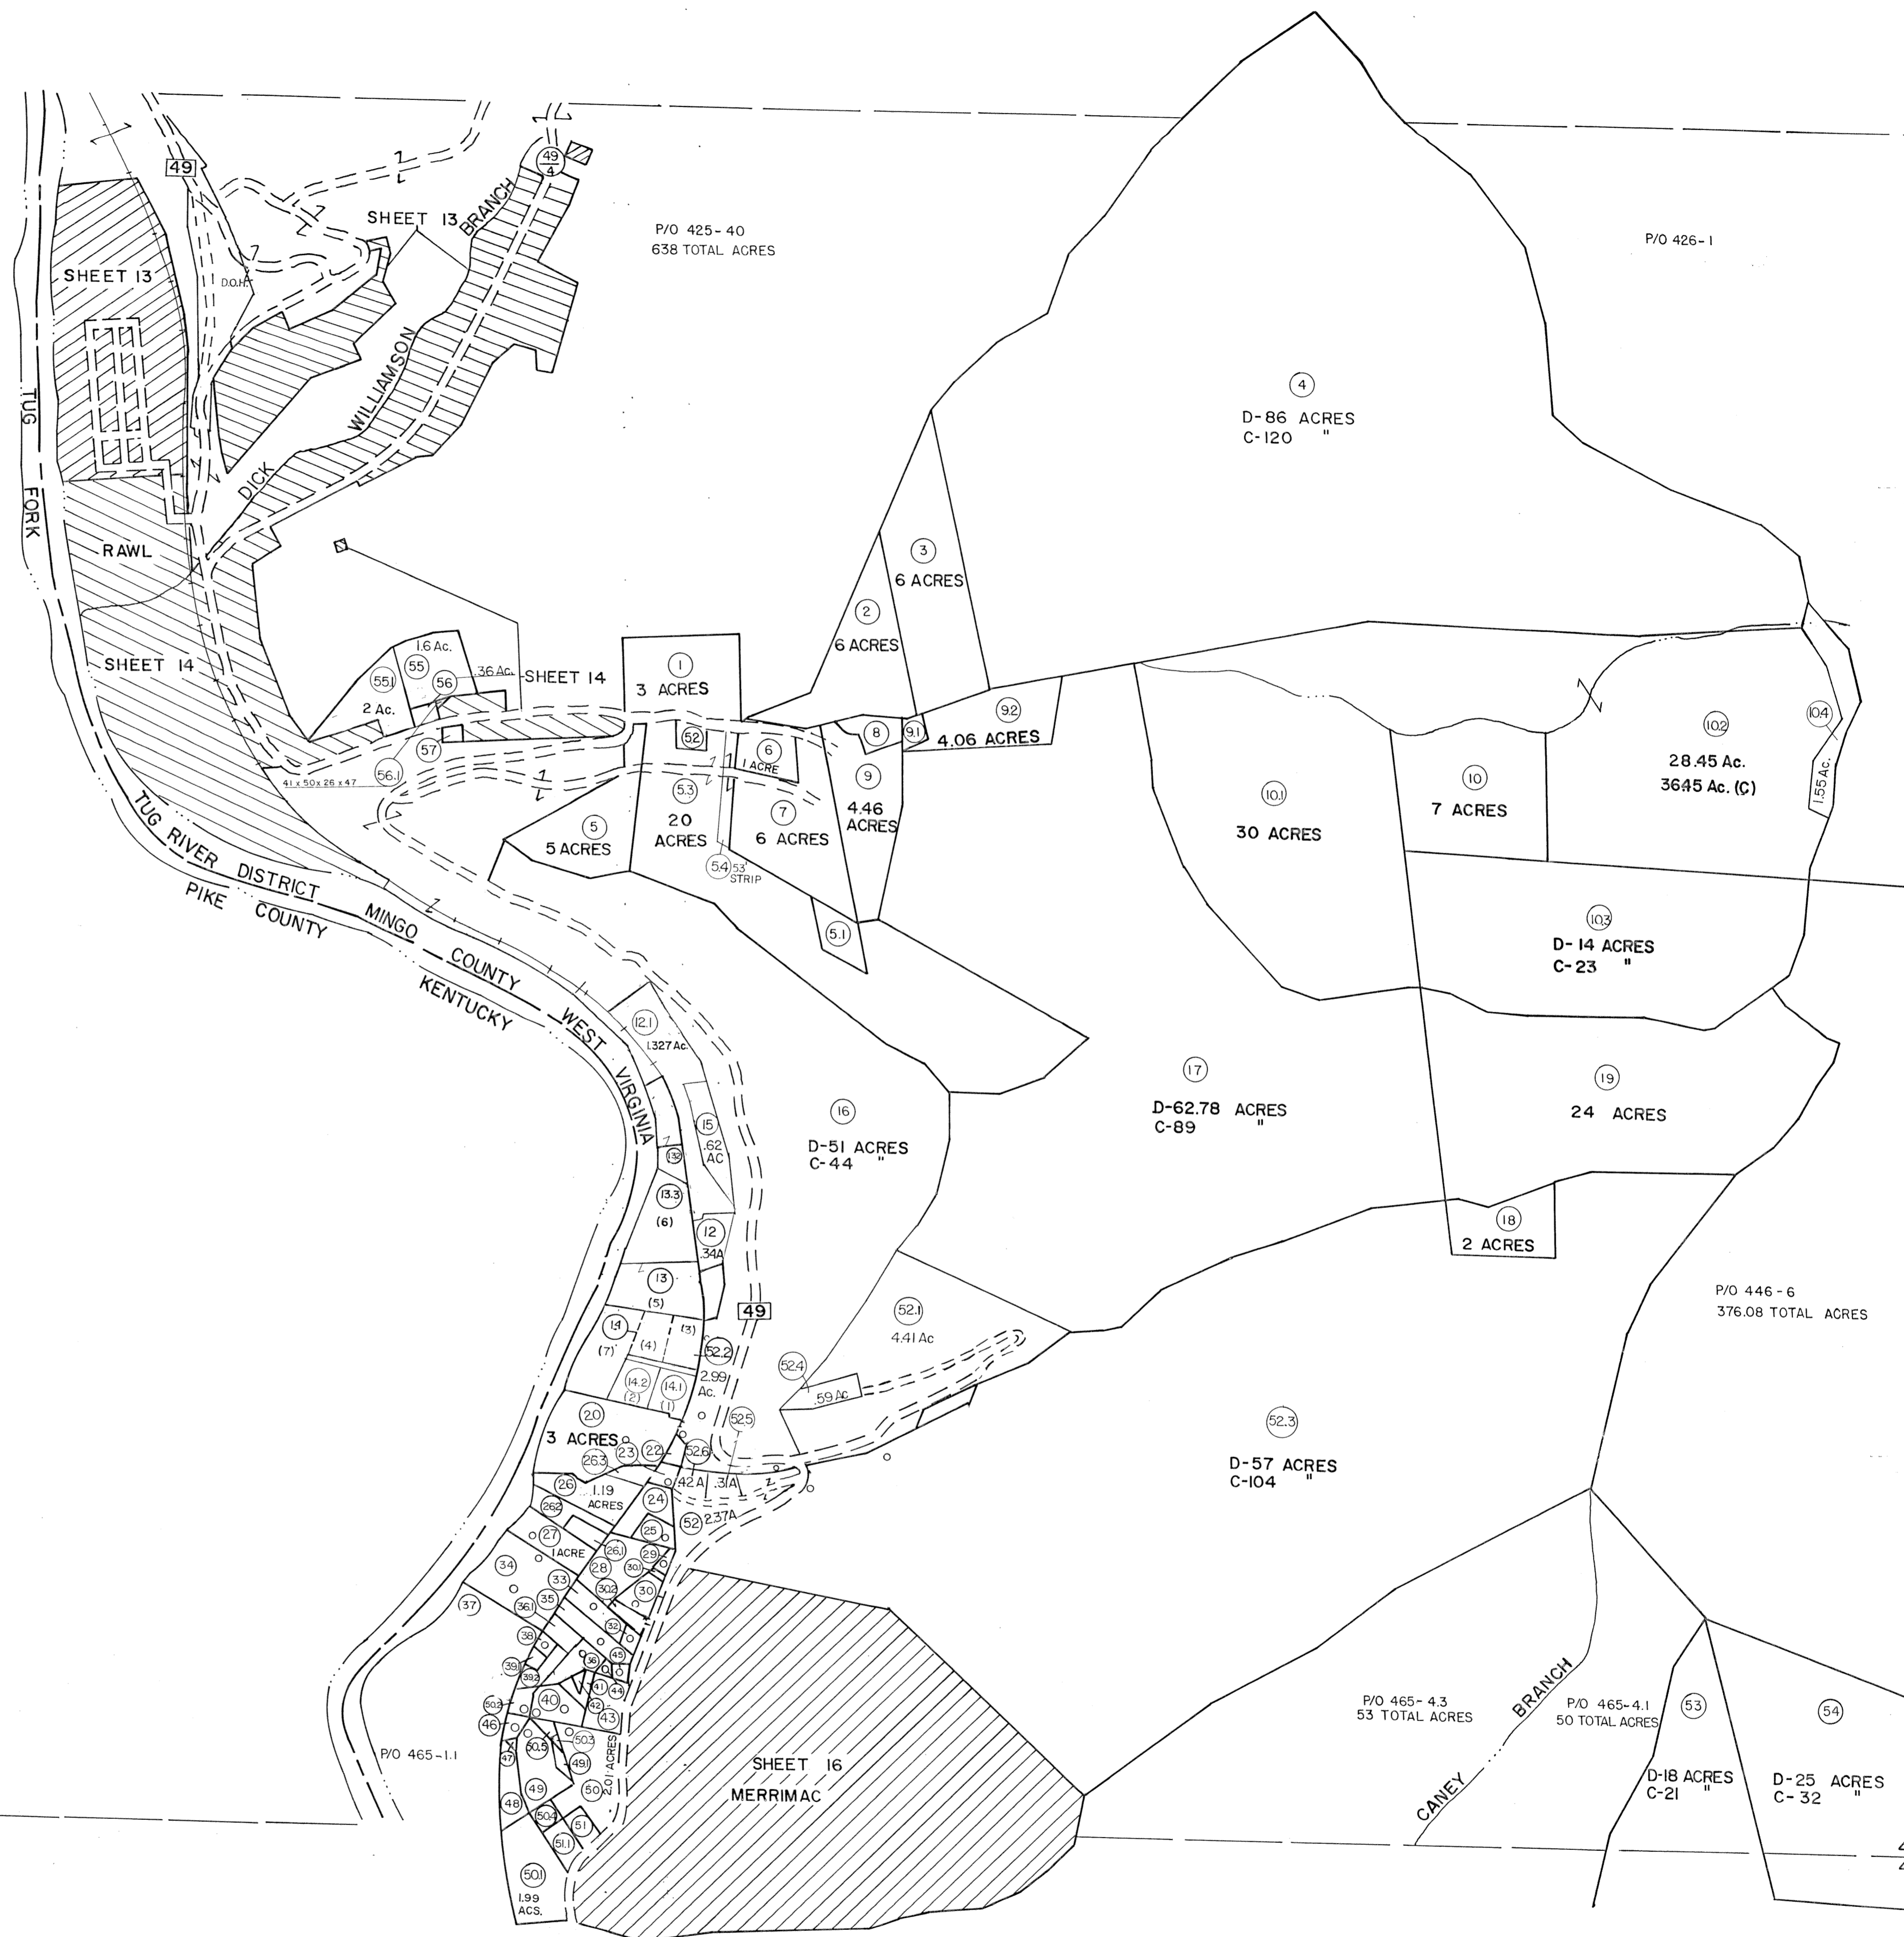 49
49
4
SHEET 13
BRANCH
WILLIAMSON
DICK
P/O 425-40
638 TOTAL ACRES
P/O 426-1
SHEET 13
D.O.H.
TUG
FORK
RAWL
SHEET 14
4
D-86 ACRES
C-120 "
3
6 ACRES
2
6 ACRES
1.6 Ac.
55
55.1
2 Ac.
56
.36 Ac.
SHEET 14
57
56.1
41 x 50 x 26 x 47
1
3 ACRES
52
6
1 ACRE
8
9.1
9.2
4.06 ACRES
9
4.46
ACRES
5.3
20
ACRES
7
6 ACRES
5
5 ACRES
5.4
53'
STRIP
5.1
10.1
30 ACRES
10
7 ACRES
10.2
28.45 Ac.
36.45 Ac. (C)
10.4
1.55 Ac.
10.3
D-14 ACRES
C-23 "
TUG RIVER DISTRICT MINGO COUNTY WEST VIRGINIA
PIKE COUNTY KENTUCKY
12.1
1.327 Ac.
15
.62
AC
13.2
13.3
(6)
12
.34A
13
(5)
14
(7)
(4)
(3)
14.2
(2)
14.1
(1)
52.2
2.99
Ac.
49
16
D-51 ACRES
C-44 "
17
D-62.78 ACRES
C-89 "
19
24 ACRES
18
2 ACRES
P/O 446-6
376.08 TOTAL ACRES
52.1
4.41 Ac
52.4
.59 Ac
52.5
52.6
.42 A
.31A
52
2.37A
52.3
D-57 ACRES
C-104 "
20
3 ACRES
22
23
26.3
26
1.19
ACRES
26.2
24
25
27
1 ACRE
26.1
28
29
30.1
30.2
30
34
33
35
36.1
37
32
38
36
45
39.1
39.2
41
44
42
40
43
50.2
46
47
50.5
50.3
49.1
49
50
2.01 ACRES
48
50.4
51
51.1
50.1
1.99
ACS.
P/O 465-1.1
SHEET 16
MERRIMAC
P/O 465-4.3
53 TOTAL ACRES
CANEY BRANCH
P/O 465-4.1
50 TOTAL ACRES
53
D-18 ACRES
C-21 "
54
D-25 ACRES
C-32 "